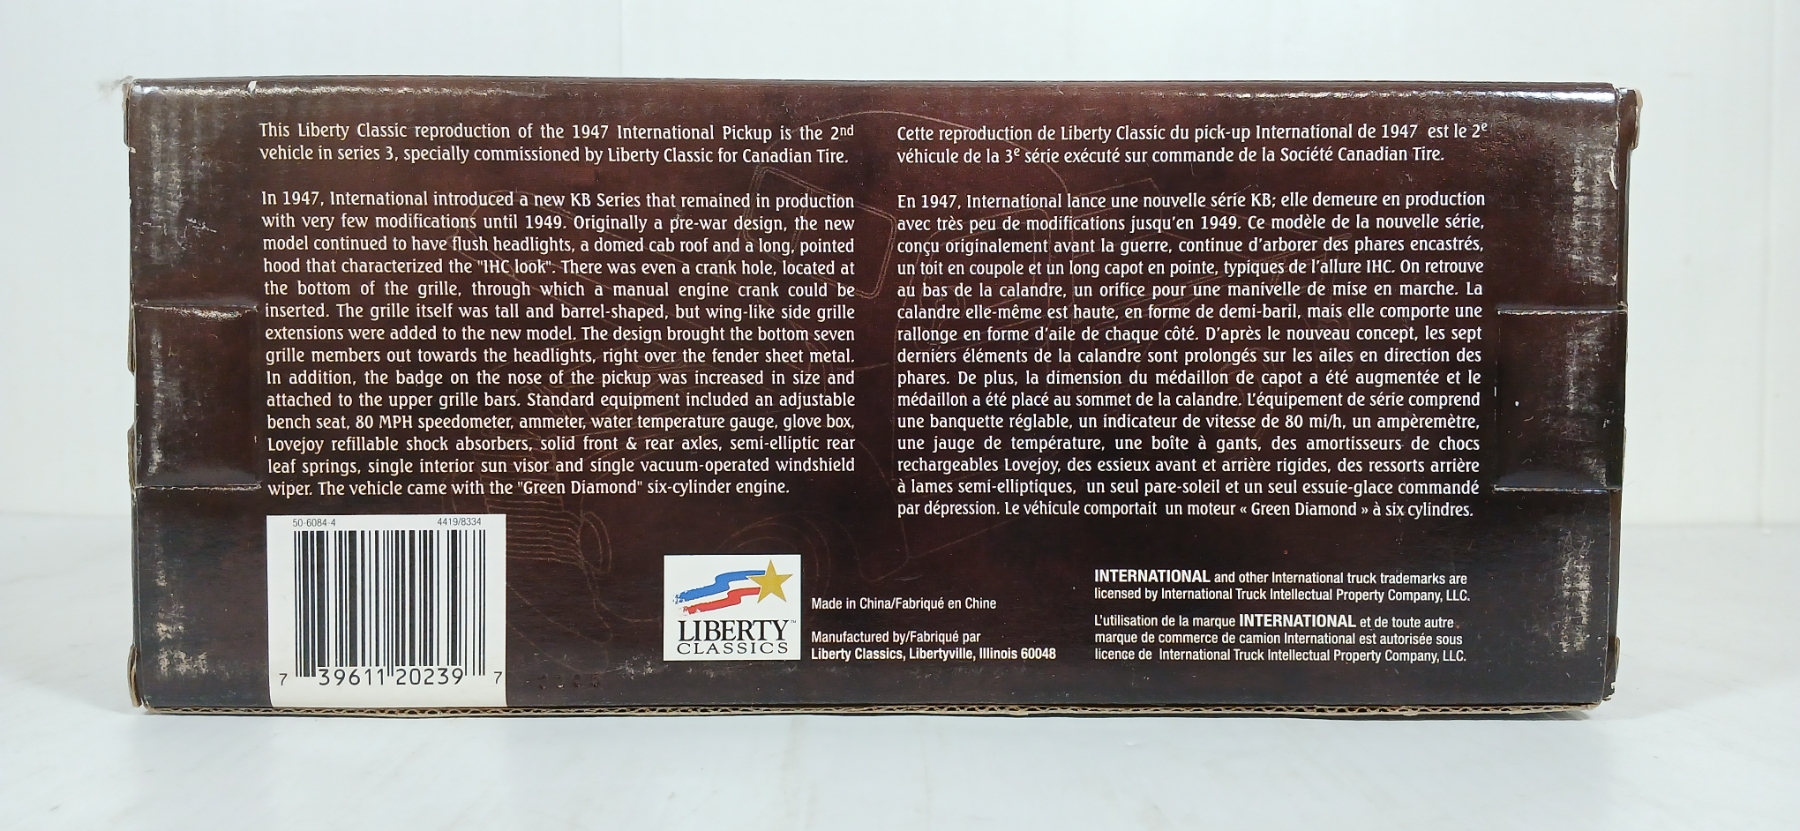 This Liberty Classic reproduction of the 1947 International Pickup is the 2nd
vehicle in series 3, specially commissioned by Liberty Classic for Canadian Tire.
In 1947, International introduced a new KB Series that remained in production
with very few modifications until 1949. Originally a pre-war design, the new
model continued to have flush headlights, a domed cab roof and a long, pointed
hood that characterized the "IHC look". There was even a crank hole, located at
the bottom of the grille, through which a manual engine crank could be
inserted. The grille itself was tall and barrel-shaped, but wing-like side grille
extensions were added to the new model. The design brought the bottom seven
grille members out towards the headlights, right over the fender sheet metal.
In addition, the badge on the nose of the pickup was increased in size and
attached to the upper grille bars. Standard equipment included an adjustable
bench seat, 80 MPH speedometer, ammeter, water temperature gauge, glove box,
Lovejoy refillable shock absorbers, solid front & rear axles, semi-elliptic rear
leaf springs, single interior sun visor and single vacuum-operated windshield
wiper. The vehicle came with the "Green Diamond" six-cylinder engine.
Cette reproduction de Liberty Classic du pick-up International de 1947 est le 2e
véhicule de la 3e série exécuté sur commande de la Société Canadian Tire.
En 1947, International lance une nouvelle série KB; elle demeure en production
avec très peu de modifications jusqu'en 1949. Ce modèle de la nouvelle série,
conçu originalement avant la guerre, continue d'arborer des phares encastrés,
un toit en coupole et un long capot en pointe, typiques de l'allure IHC. On retrouve
au bas de la calandre, un orifice pour une manivelle de mise en marche. La
calandre elle-même est haute, en forme de demi-baril, mais elle comporte une
rallonge en forme d'aile de chaque côté. D'après le nouveau concept, les sept
derniérs éléments de la calandre sont prolongés sur les ailes en direction des
phares. De plus, la dimension du médaillon de capot a été augmentée et le
médaillon a été placé au sommet de la calandre. L'équipement de série comprend
une banquette réglable, un indicateur de vitesse de 80 mi/h, un ampèremètre,
une jauge de température, une boîte à gants, des amortisseurs de chocs
rechargeables Lovejoy, des essieux avant et arrière rigides, des ressorts arrière
à lames semi-elliptiques, un seul pare-soleil et un seul essuie-glace commandé
par dépression. Le véhicule comportait un moteur « Green Diamond » à six cylindres.
50-6084-4 4419/8334
7 39611 20239 7
LIBERTY™
CLASSICS
Made in China/Fabriqué en Chine
Manufactured by/Fabriqué par
Liberty Classics, Libertyville, Illinois 60048
INTERNATIONAL and other International truck trademarks are
licensed by International Truck Intellectual Property Company, LLC.
L'utilisation de la marque INTERNATIONAL et de toute autre
marque de commerce de camion International est autorisée sous
licence de International Truck Intellectual Property Company, LLC.